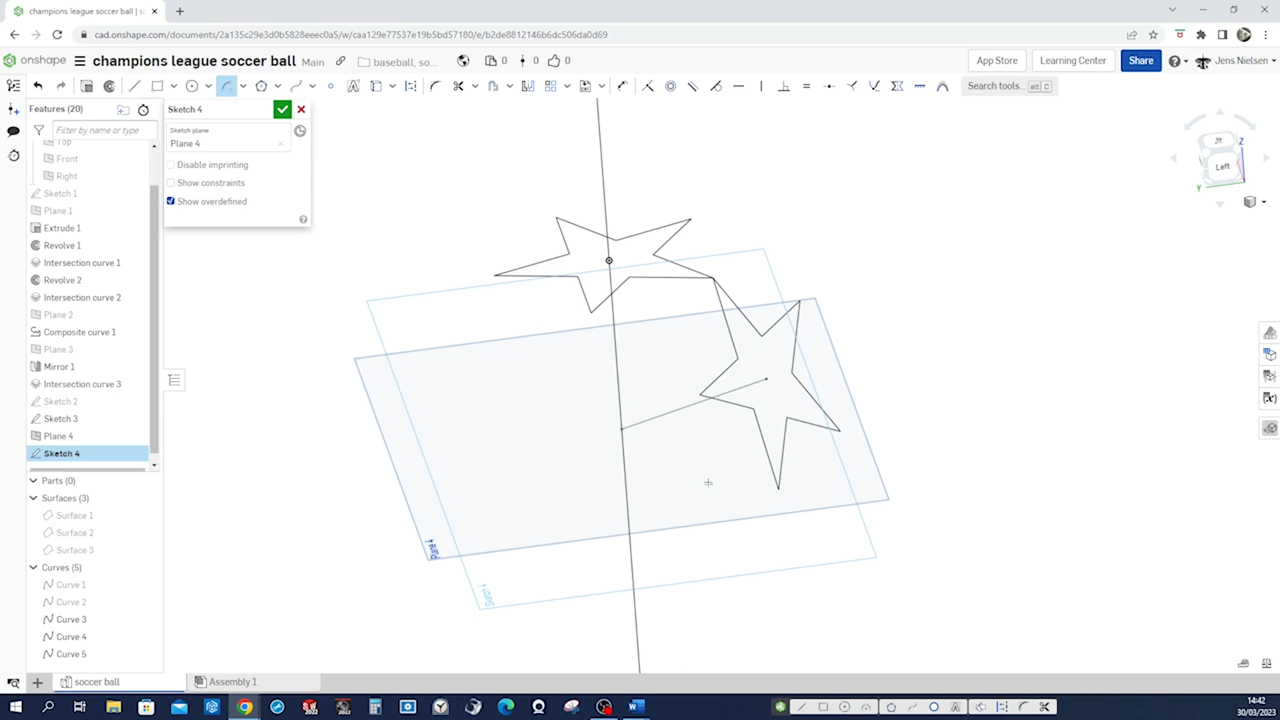 champions league soccer ball | s
cad.onshape.com/documents/2a135c29e3d0b5828eeec0a5/w/caa129e77537e19b5bd57180/e/b2de8812146b6dc506da0d69
onshape
champions league soccer ball
Main
baseball, so...
0
0
0
App Store
Learning Center
Share
Jens Nielsen
Search tools...
alt
C
Features (20)
Filter by name or type
Top
Front
Right
Sketch 1
Plane 1
Extrude 1
Revolve 1
Intersection curve 1
Revolve 2
Intersection curve 2
Plane 2
Composite curve 1
Plane 3
Mirror 1
Intersection curve 3
Sketch 2
Sketch 3
Plane 4
Sketch 4
Parts (0)
Surfaces (3)
Surface 1
Surface 2
Surface 3
Curves (5)
Curve 1
Curve 2
Curve 3
Curve 4
Curve 5
Sketch 4
Sketch plane
Plane 4
Disable imprinting
Show constraints
Show overdefined
Left
Z
Y
Plane 4
soccer ball
Assembly 1
2022
2022
14:42
30/03/2023